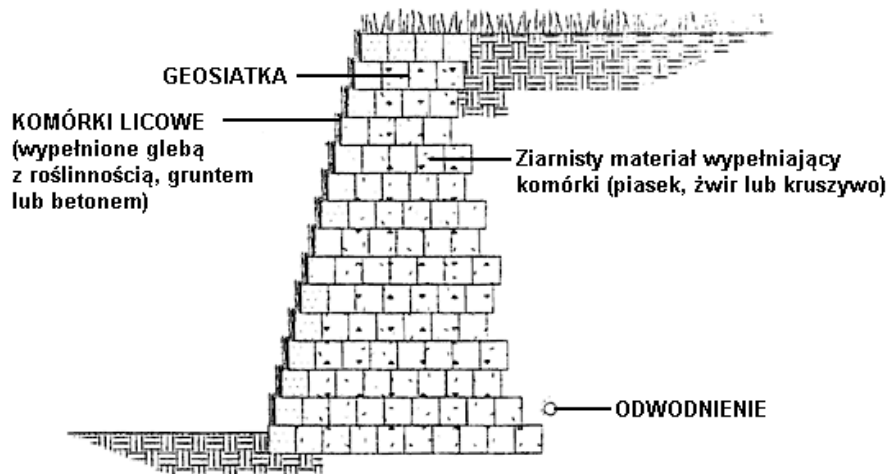 GEOSIATKA
KOMÓRKI LICOWE
(wypełnione glebą
z roślinnością, gruntem
lub betonem)
Ziarnisty materiał wypełniający
komórki (piasek, żwir lub kruszywo)
ODWODNIENIE